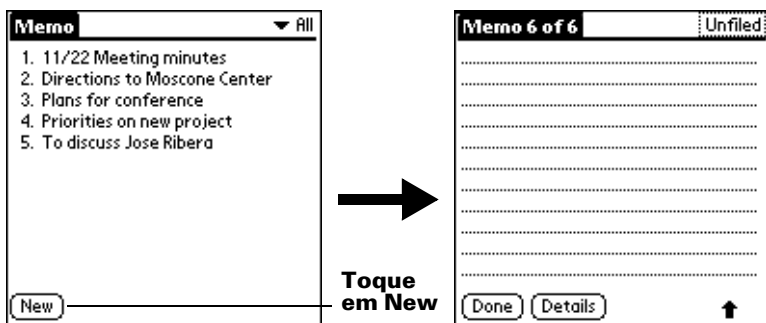 Memo
All
1. 11/22 Meeting minutes
2. Directions to Moscone Center
3. Plans for conference
4. Priorities on new project
5. To discuss Jose Ribera
New
Toque
em New
Memo 6 of 6
Unfiled
Done
Details